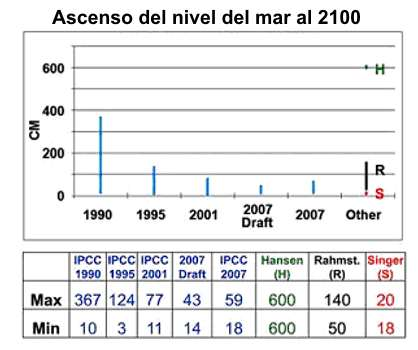 Ascenso del nivel del mar al 2100
600
H
400
CM
200
R
0
S
1990 1995 2001 2007 2007 Other
Draft
IPCC IPCC IPCC 2007 IPCC Hansen Rahmst. Singer
1990 1995 2001 Draft 2007 (H) (R) (S)
Max 367 124 77 43 59 600 140 20
Min 10 3 11 14 18 600 50 18